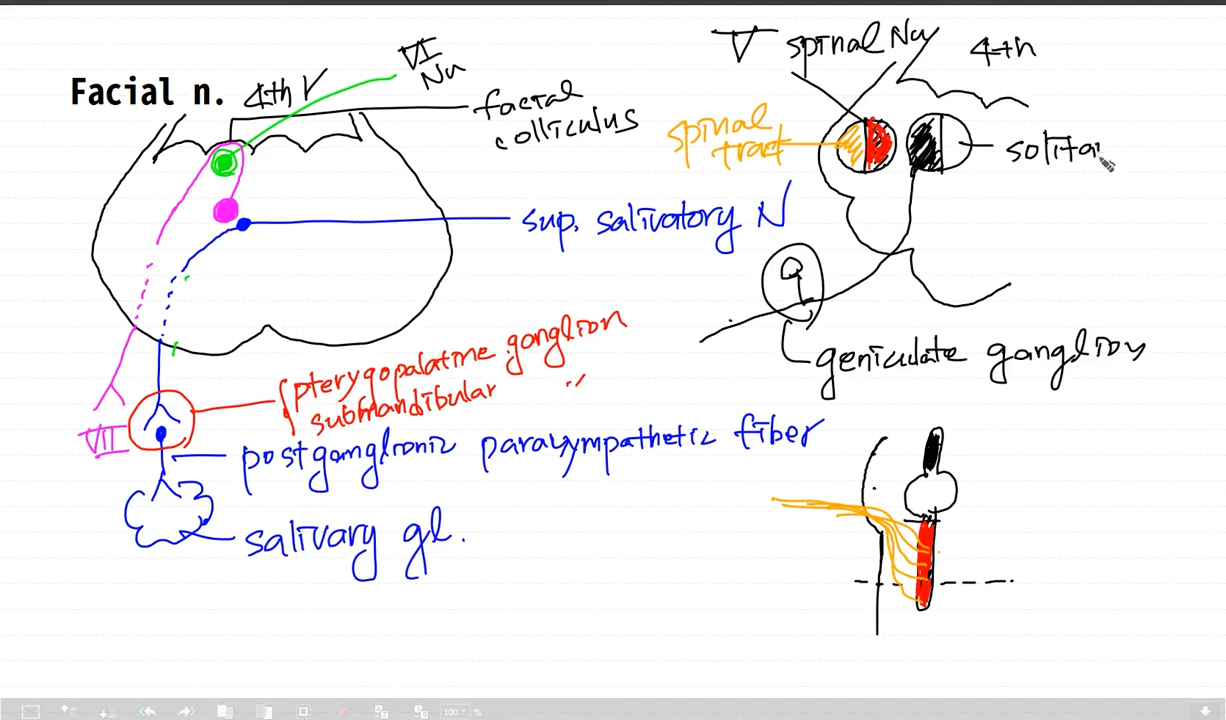 Facial n.
4th V
VI
Nu
facial
colliculus
sup. salivatory N
pterygopalatine ganglion
submandibular 〃
VII
postganglionic parasympathetic fiber
salivary gl.
V spinal Nu
4th
spinal
tract
solitar
geniculate ganglion
100 %